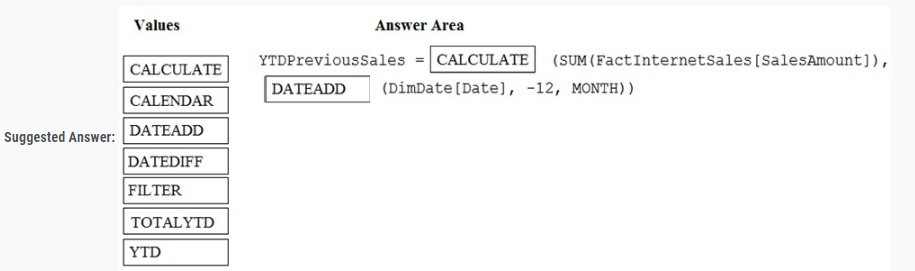 Values
Answer Area
YTDPreviousSales = CALCULATE (SUM(FactInternetSales[SalesAmount]),
DATEADD (DimDate[Date], -12, MONTH))
Suggested Answer:
CALCULATE
CALENDAR
DATEADD
DATEDIFF
FILTER
TOTALYTD
YTD